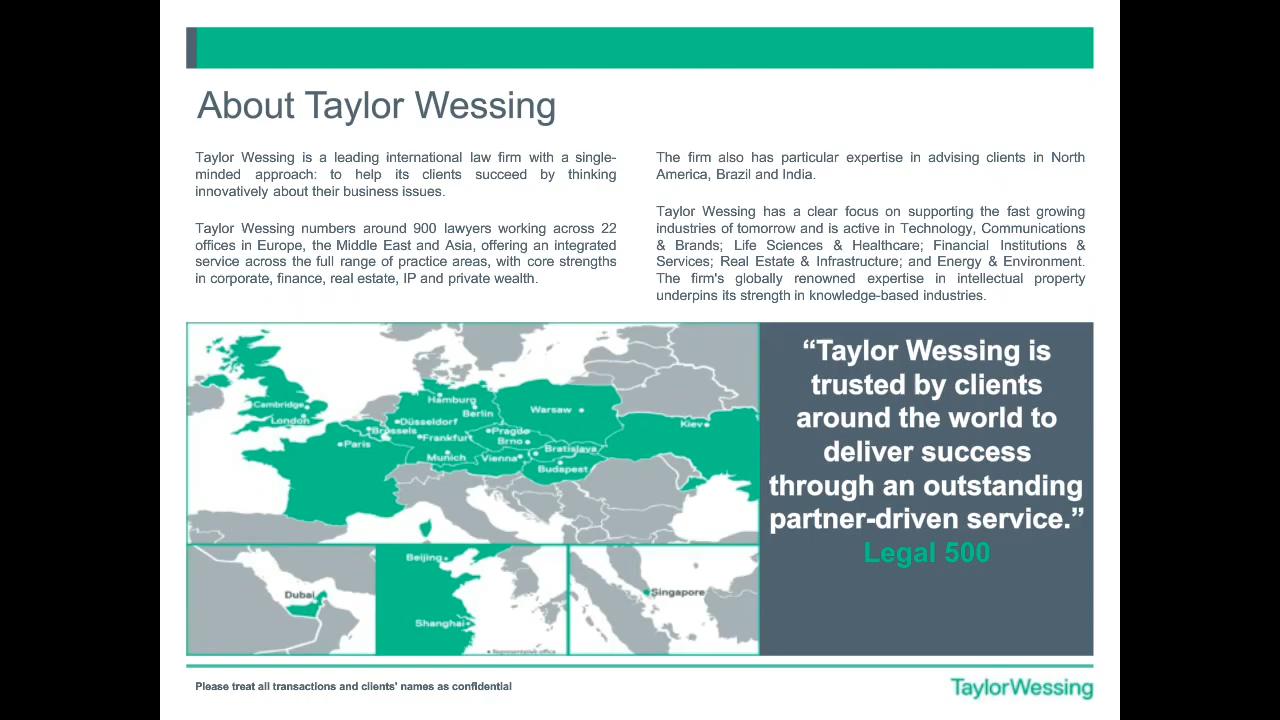 About Taylor Wessing
Taylor Wessing is a leading international law firm with a single-
minded approach: to help its clients succeed by thinking
innovatively about their business issues.
Taylor Wessing numbers around 900 lawyers working across 22
offices in Europe, the Middle East and Asia, offering an integrated
service across the full range of practice areas, with core strengths
in corporate, finance, real estate, IP and private wealth.
The firm also has particular expertise in advising clients in North
America, Brazil and India.
Taylor Wessing has a clear focus on supporting the fast growing
industries of tomorrow and is active in Technology, Communications
& Brands; Life Sciences & Healthcare; Financial Institutions &
Services; Real Estate & Infrastructure; and Energy & Environment.
The firm's globally renowned expertise in intellectual property
underpins its strength in knowledge-based industries.
Cambridge
London
Paris
Brussels
Hamburg
Berlin
Düsseldorf
Frankfurt
Munich
Warsaw
Prague
Brno
Vienna
Bratislava
Budapest
Kiev
Dubai
Beijing
Shanghai
Representative office
Singapore
“Taylor Wessing is
trusted by clients
around the world to
deliver success
through an outstanding
partner-driven service.”
Legal 500
Please treat all transactions and clients' names as confidential
TaylorWessing